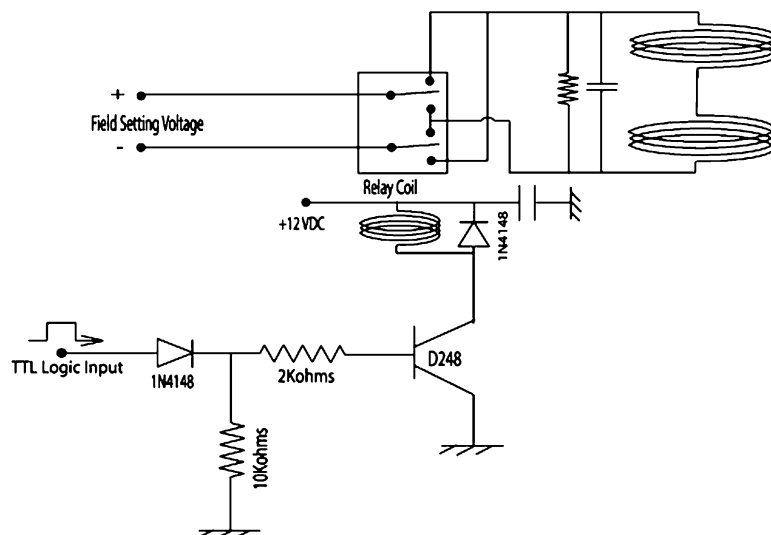 +
Field Setting Voltage
-
Relay Coil
+12 VDC
1N4148
TTL Logic Input
1N4148
2Kohms
D248
10Kohms